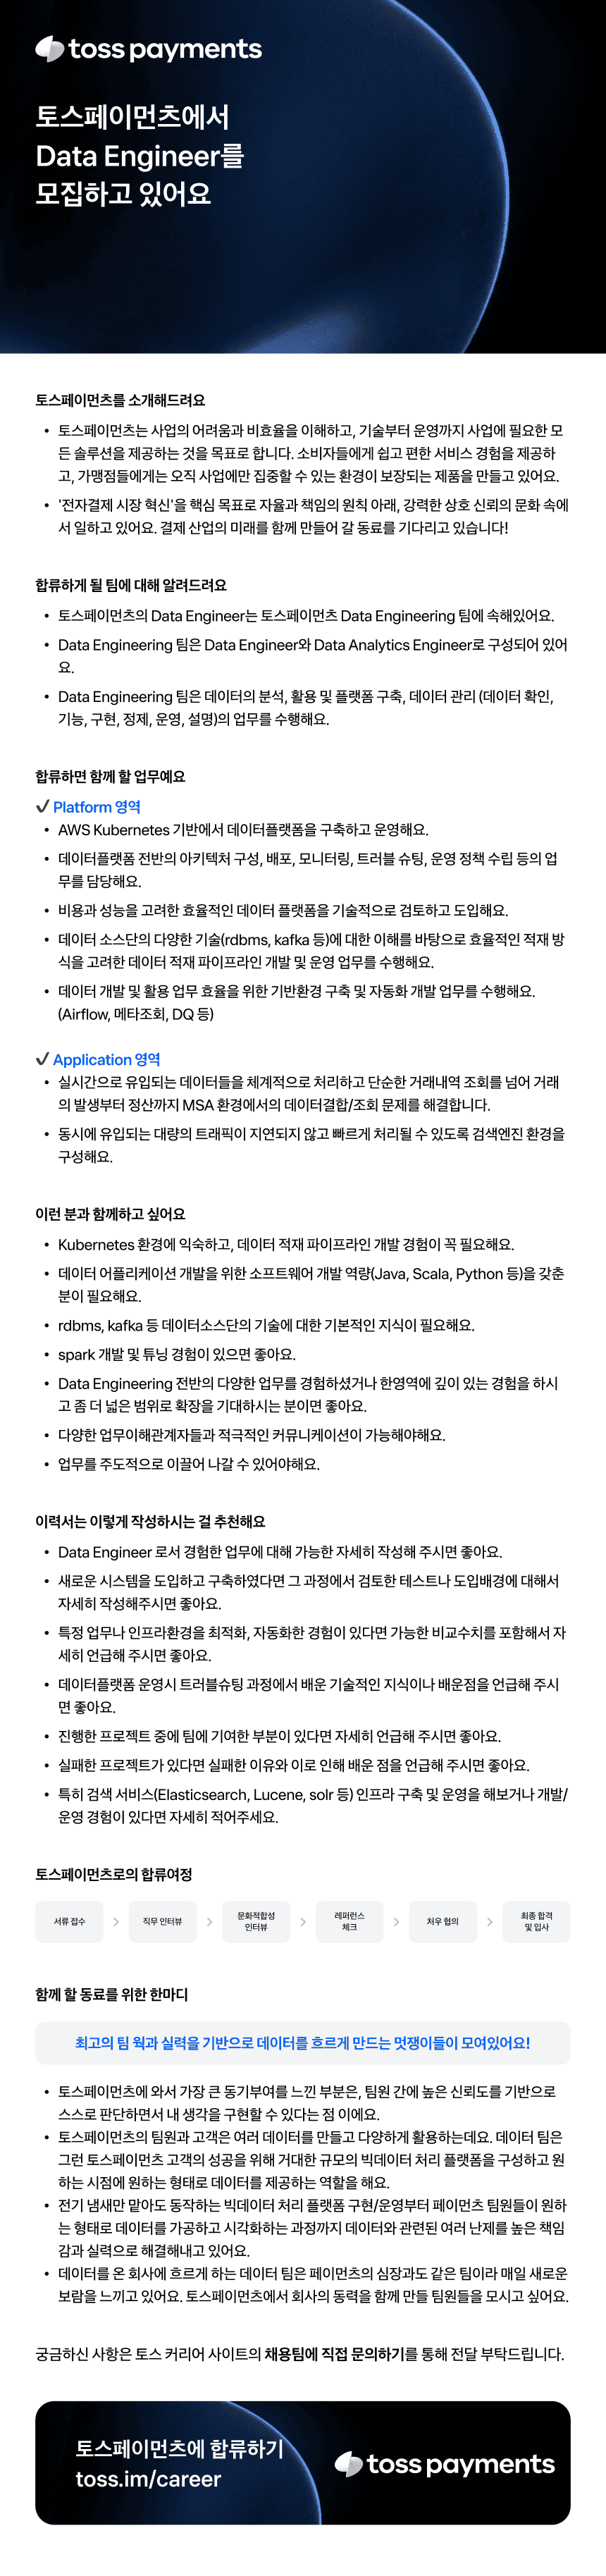 toss payments
토스페이먼츠에서
Data Engineer를
모집하고 있어요
토스페이먼츠를 소개해드려요
• 토스페이먼츠는 사업의 어려움과 비효율을 이해하고, 기술부터 운영까지 사업에 필요한 모
든 솔루션을 제공하는 것을 목표로 합니다. 소비자들에게 쉽고 편한 서비스 경험을 제공하
고, 가맹점들에게는 오직 사업에만 집중할 수 있는 환경이 보장되는 제품을 만들고 있어요.
• '전자결제 시장 혁신'을 핵심 목표로 자율과 책임의 원칙 아래, 강력한 상호 신뢰의 문화 속에
서 일하고 있어요. 결제 산업의 미래를 함께 만들어 갈 동료를 기다리고 있습니다!
합류하게 될 팀에 대해 알려드려요
• 토스페이먼츠의 Data Engineer는 토스페이먼츠 Data Engineering 팀에 속해있어요.
• Data Engineering 팀은 Data Engineer와 Data Analytics Engineer로 구성되어 있어
요.
• Data Engineering 팀은 데이터의 분석, 활용 및 플랫폼 구축, 데이터 관리 (데이터 확인,
기능, 구현, 정제, 운영, 설명)의 업무를 수행해요.
합류하면 함께 할 업무예요
✔ Platform 영역
• AWS Kubernetes 기반에서 데이터플랫폼을 구축하고 운영해요.
• 데이터플랫폼 전반의 아키텍처 구성, 배포, 모니터링, 트러블 슈팅, 운영 정책 수립 등의 업
무를 담당해요.
• 비용과 성능을 고려한 효율적인 데이터 플랫폼을 기술적으로 검토하고 도입해요.
• 데이터 소스단의 다양한 기술(rdbms, kafka 등)에 대한 이해를 바탕으로 효율적인 적재 방
식을 고려한 데이터 적재 파이프라인 개발 및 운영 업무를 수행해요.
• 데이터 개발 및 활용 업무 효율을 위한 기반환경 구축 및 자동화 개발 업무를 수행해요.
(Airflow, 메타조회, DQ 등)
✔ Application 영역
• 실시간으로 유입되는 데이터들을 체계적으로 처리하고 단순한 거래내역 조회를 넘어 거래
의 발생부터 정산까지 MSA 환경에서의 데이터결합/조회 문제를 해결합니다.
• 동시에 유입되는 대량의 트래픽이 지연되지 않고 빠르게 처리될 수 있도록 검색엔진 환경을
구성해요.
이런 분과 함께하고 싶어요
• Kubernetes 환경에 익숙하고, 데이터 적재 파이프라인 개발 경험이 꼭 필요해요.
• 데이터 어플리케이션 개발을 위한 소프트웨어 개발 역량(Java, Scala, Python 등)을 갖춘
분이 필요해요.
• rdbms, kafka 등 데이터소스단의 기술에 대한 기본적인 지식이 필요해요.
• spark 개발 및 튜닝 경험이 있으면 좋아요.
• Data Engineering 전반의 다양한 업무를 경험하셨거나 한영역에 깊이 있는 경험을 하시
고 좀 더 넓은 범위로 확장을 기대하시는 분이면 좋아요.
• 다양한 업무이해관계자들과 적극적인 커뮤니케이션이 가능해야해요.
• 업무를 주도적으로 이끌어 나갈 수 있어야해요.
이력서는 이렇게 작성하시는 걸 추천해요
• Data Engineer 로서 경험한 업무에 대해 가능한 자세히 작성해 주시면 좋아요.
• 새로운 시스템을 도입하고 구축하였다면 그 과정에서 검토한 테스트나 도입배경에 대해서
자세히 작성해주시면 좋아요.
• 특정 업무나 인프라환경을 최적화, 자동화한 경험이 있다면 가능한 비교수치를 포함해서 자
세히 언급해 주시면 좋아요.
• 데이터플랫폼 운영시 트러블슈팅 과정에서 배운 기술적인 지식이나 배운점을 언급해 주시
면 좋아요.
• 진행한 프로젝트 중에 팀에 기여한 부분이 있다면 자세히 언급해 주시면 좋아요.
• 실패한 프로젝트가 있다면 실패한 이유와 이로 인해 배운 점을 언급해 주시면 좋아요.
• 특히 검색 서비스(Elasticsearch, Lucene, solr 등) 인프라 구축 및 운영을 해보거나 개발/
운영 경험이 있다면 자세히 적어주세요.
토스페이먼츠로의 합류여정
서류 접수 > 직무 인터뷰 > 문화적합성 인터뷰 > 레퍼런스 체크 > 처우 협의 > 최종 합격 및 입사
함께 할 동료를 위한 한마디
최고의 팀 웍과 실력을 기반으로 데이터를 흐르게 만드는 멋쟁이들이 모여있어요!
• 토스페이먼츠에 와서 가장 큰 동기부여를 느낀 부분은, 팀원 간에 높은 신뢰도를 기반으로
스스로 판단하면서 내 생각을 구현할 수 있다는 점 이에요.
• 토스페이먼츠의 팀원과 고객은 여러 데이터를 만들고 다양하게 활용하는데요. 데이터 팀은
그런 토스페이먼츠 고객의 성공을 위해 거대한 규모의 빅데이터 처리 플랫폼을 구성하고 원
하는 시점에 원하는 형태로 데이터를 제공하는 역할을 해요.
• 전기 냄새만 맡아도 동작하는 빅데이터 처리 플랫폼 구현/운영부터 페이먼츠 팀원들이 원하
는 형태로 데이터를 가공하고 시각화하는 과정까지 데이터와 관련된 여러 난제를 높은 책임
감과 실력으로 해결해내고 있어요.
• 데이터를 온 회사에 흐르게 하는 데이터 팀은 페이먼츠의 심장과도 같은 팀이라 매일 새로운
보람을 느끼고 있어요. 토스페이먼츠에서 회사의 동력을 함께 만들 팀원들을 모시고 싶어요.
궁금하신 사항은 토스 커리어 사이트의 채용팀에 직접 문의하기를 통해 전달 부탁드립니다.
토스페이먼츠에 합류하기
toss.im/career
toss payments